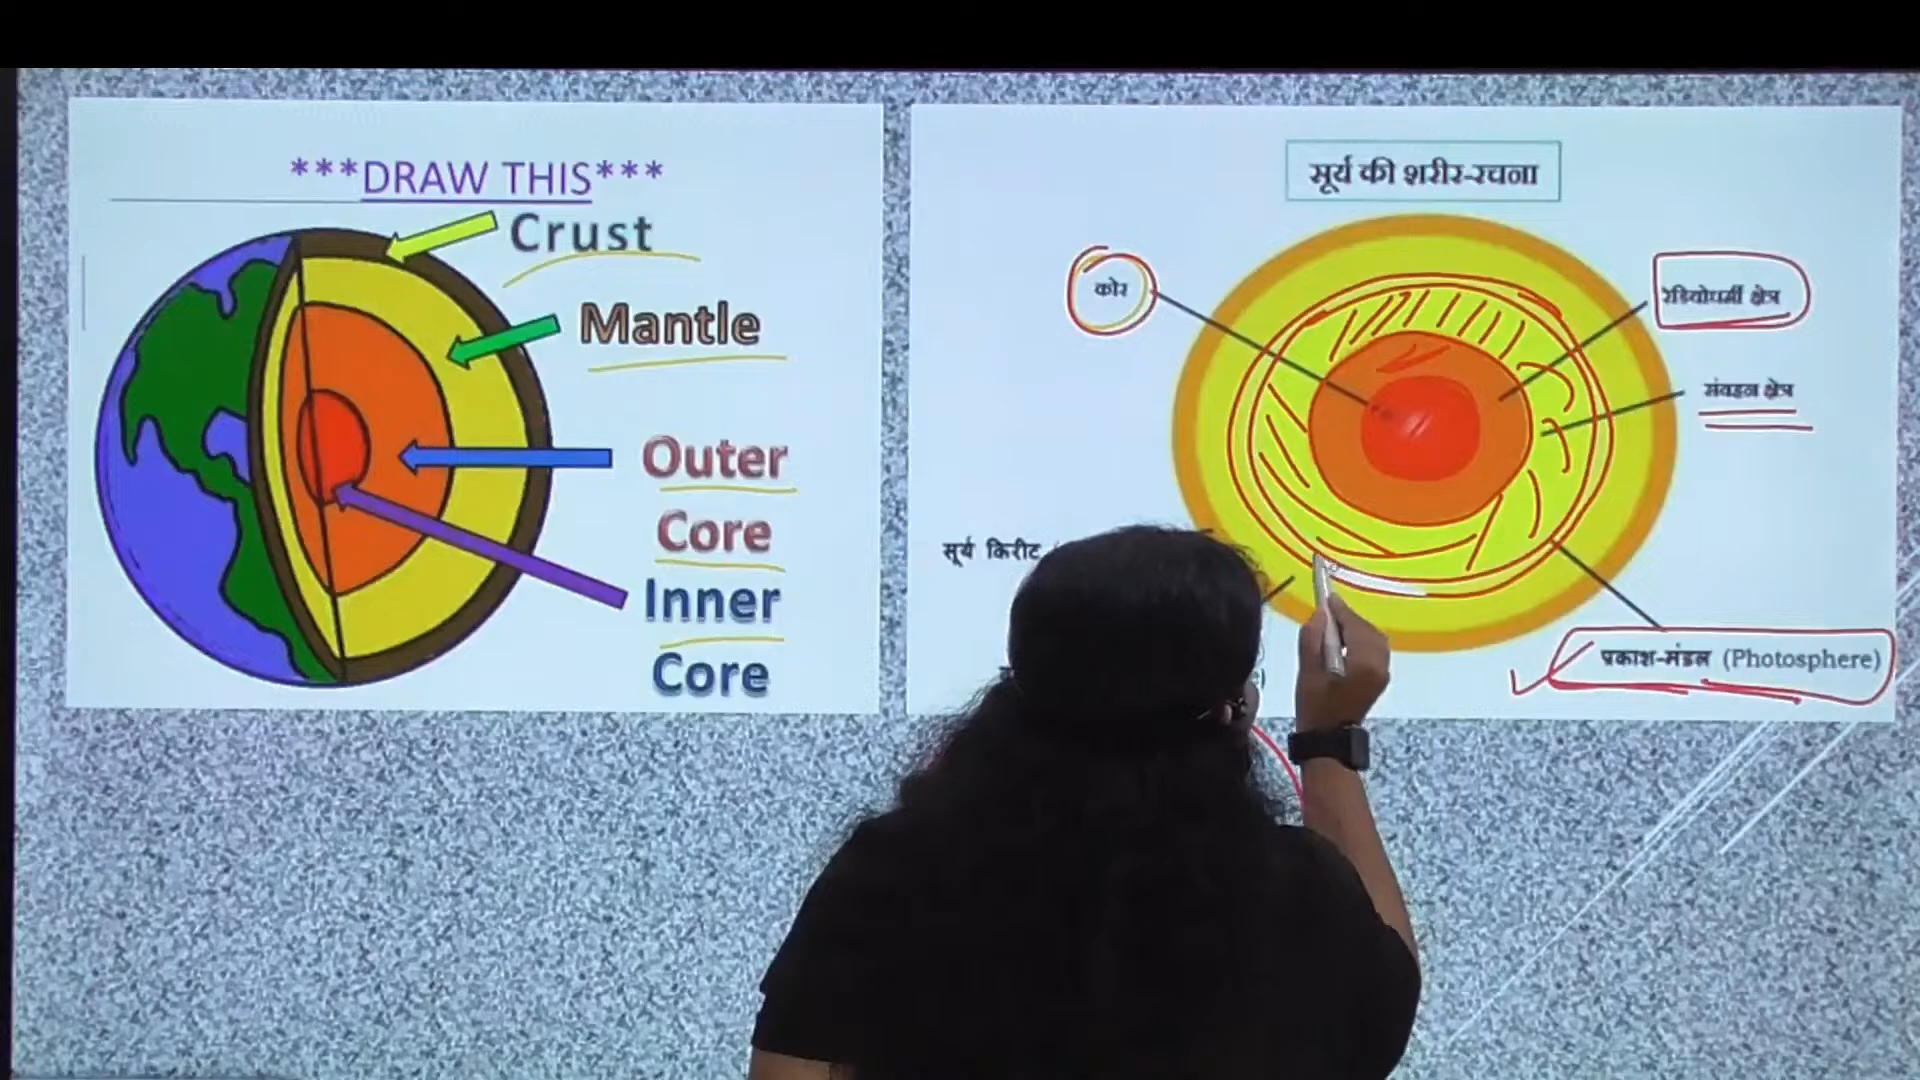 ***DRAW THIS***
Crust
Mantle
Outer
Core
Inner
Core
सूर्य की शरीर-रचना
कोर
रेडियोधर्मी क्षेत्र
संवहन क्षेत्र
सूर्य किरीट
प्रकाश-मंडल (Photosphere)